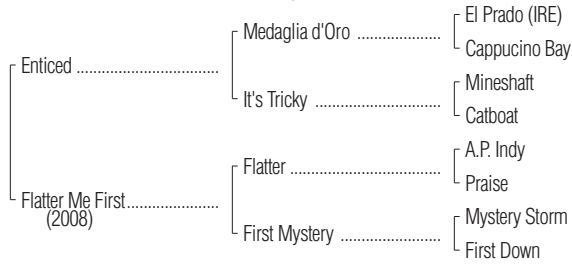 El Prado (IRE)
Medaglia d'Oro
Cappucino Bay
Enticed
Mineshaft
It's Tricky
Catboat
A.P. Indy
Flatter
Praise
Flatter Me First
(2008)
Mystery Storm
First Mystery
First Down